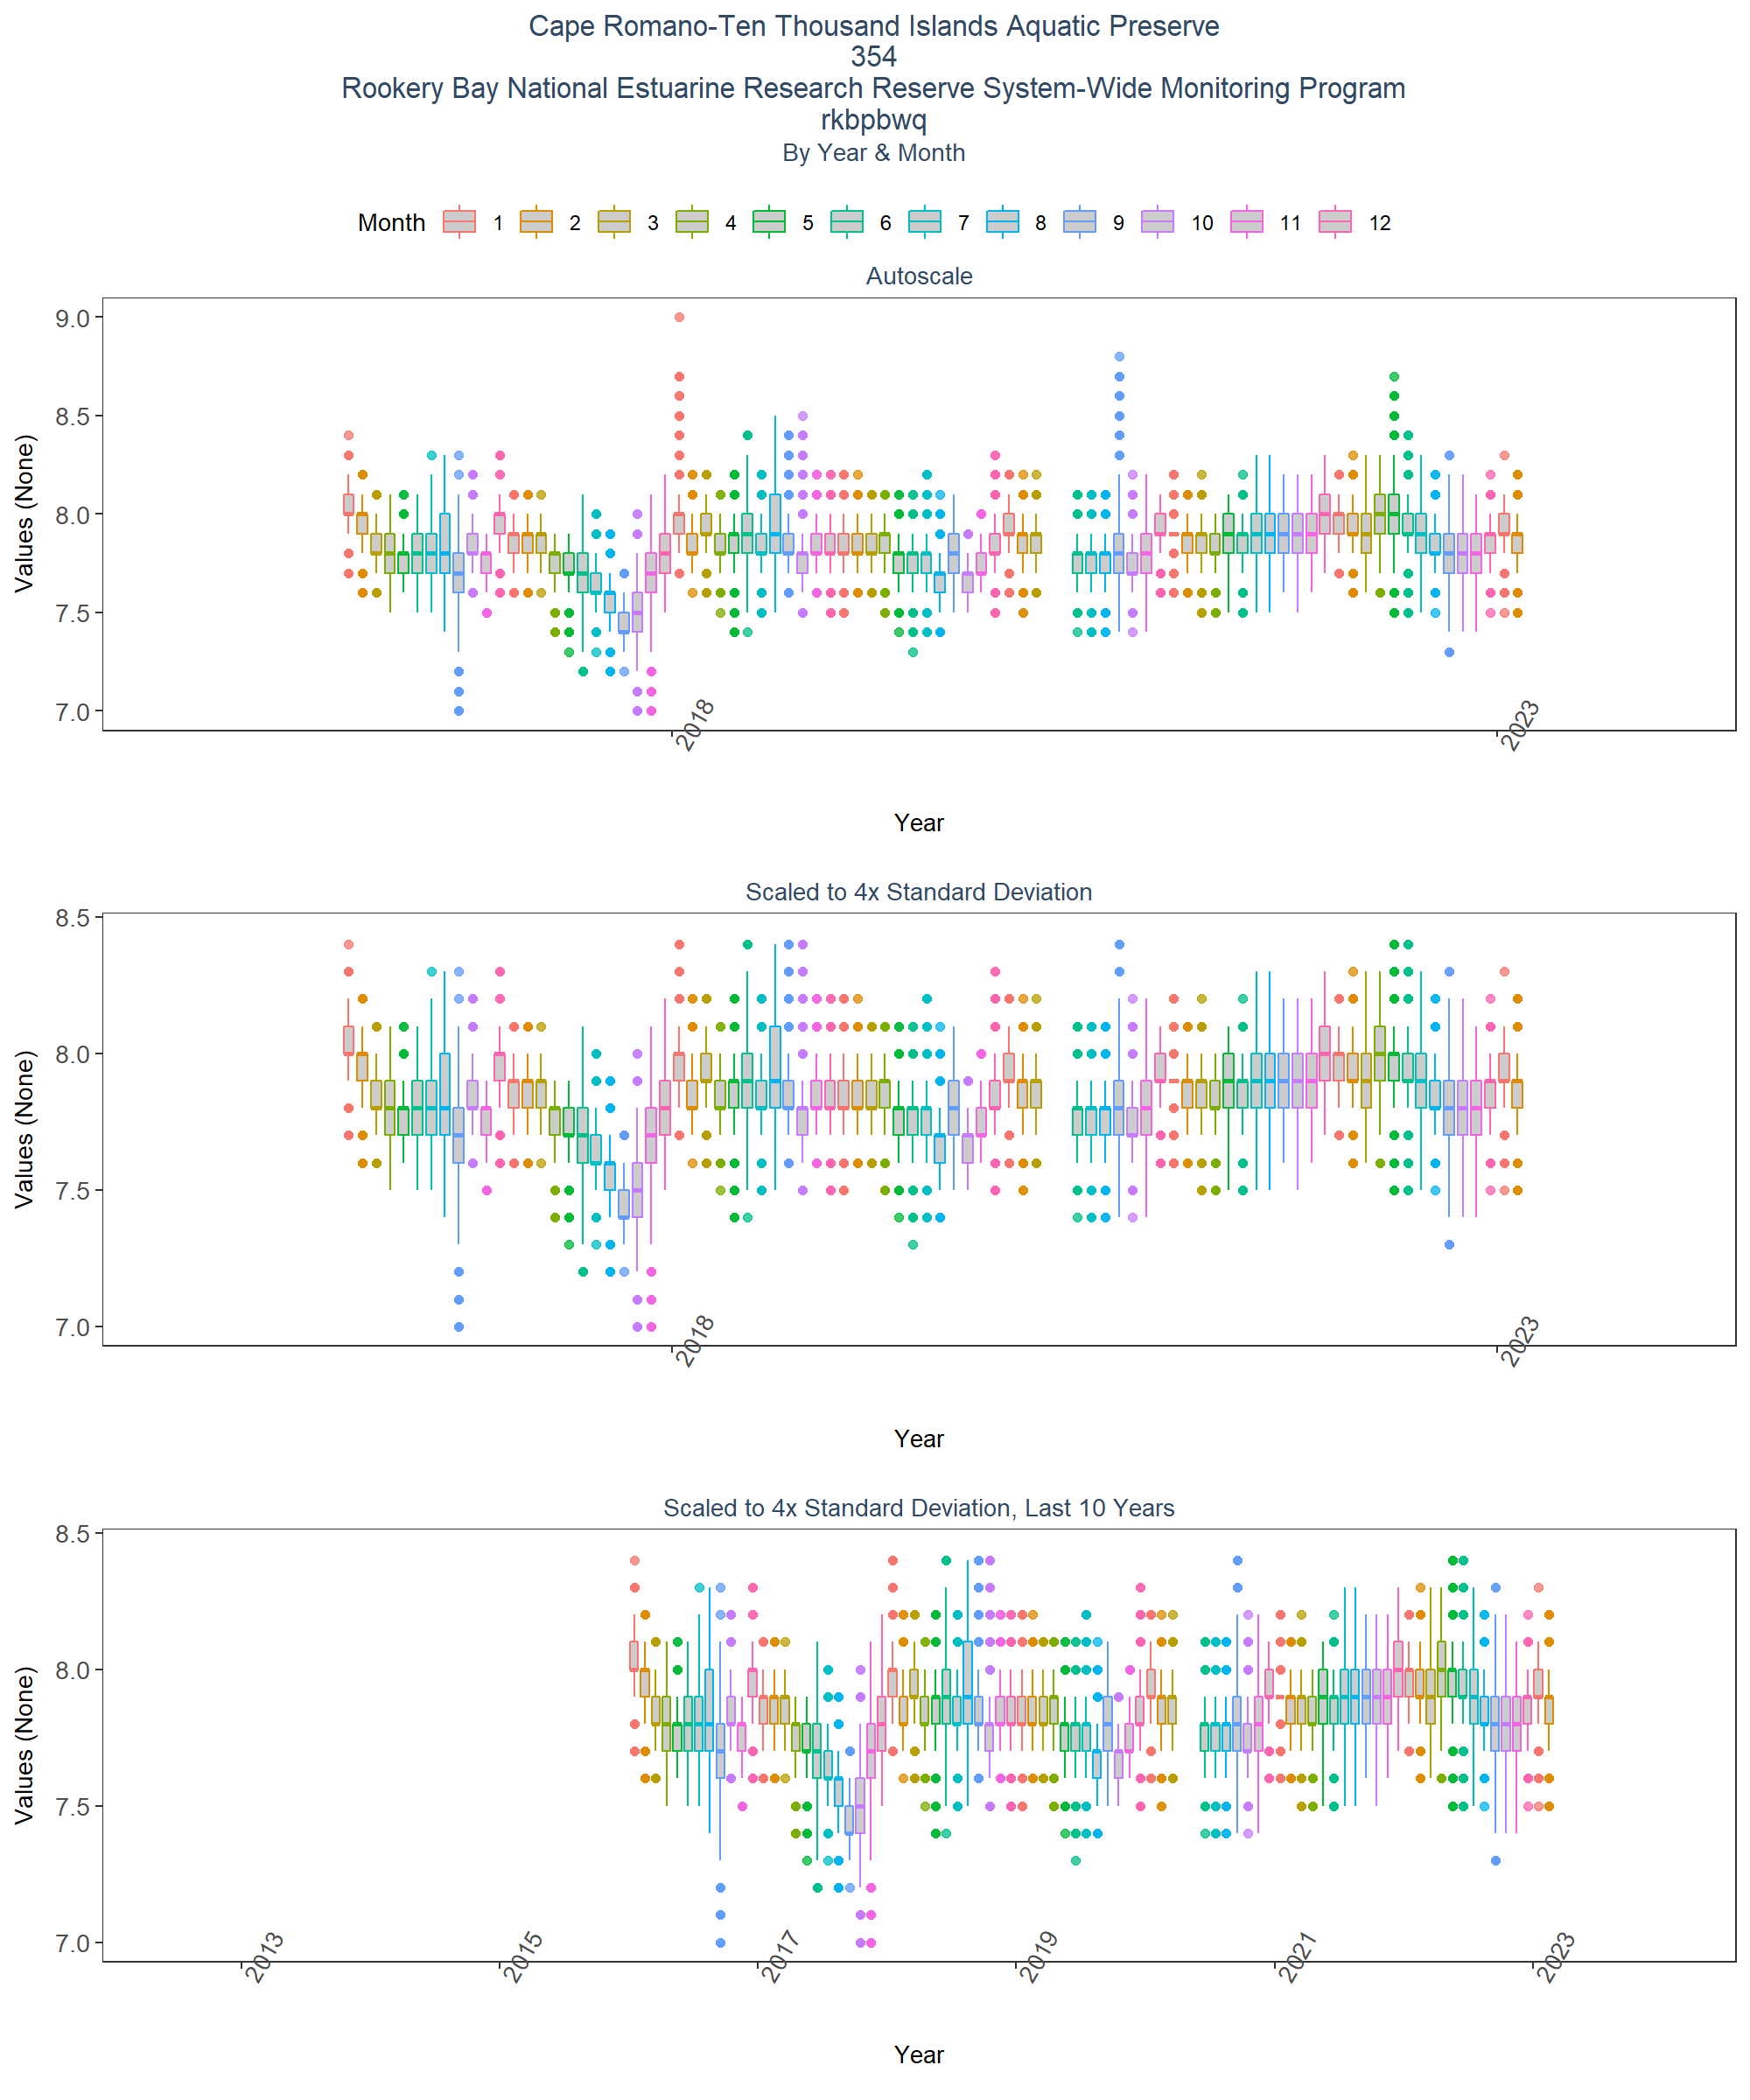 Cape Romano-Ten Thousand Islands Aquatic Preserve
354
Rookery Bay National Estuarine Research Reserve System-Wide Monitoring Program
rkbpbwq
By Year & Month
Month 1 2 3 4 5 6 7 8 9 10 11 12
Autoscale
Values (None)
9.0
8.5
8.0
7.5
7.0
2018 2023
Year
Scaled to 4x Standard Deviation
Values (None)
8.5
8.0
7.5
7.0
2018 2023
Year
Scaled to 4x Standard Deviation, Last 10 Years
Values (None)
8.5
8.0
7.5
7.0
2013 2015 2017 2019 2021 2023
Year